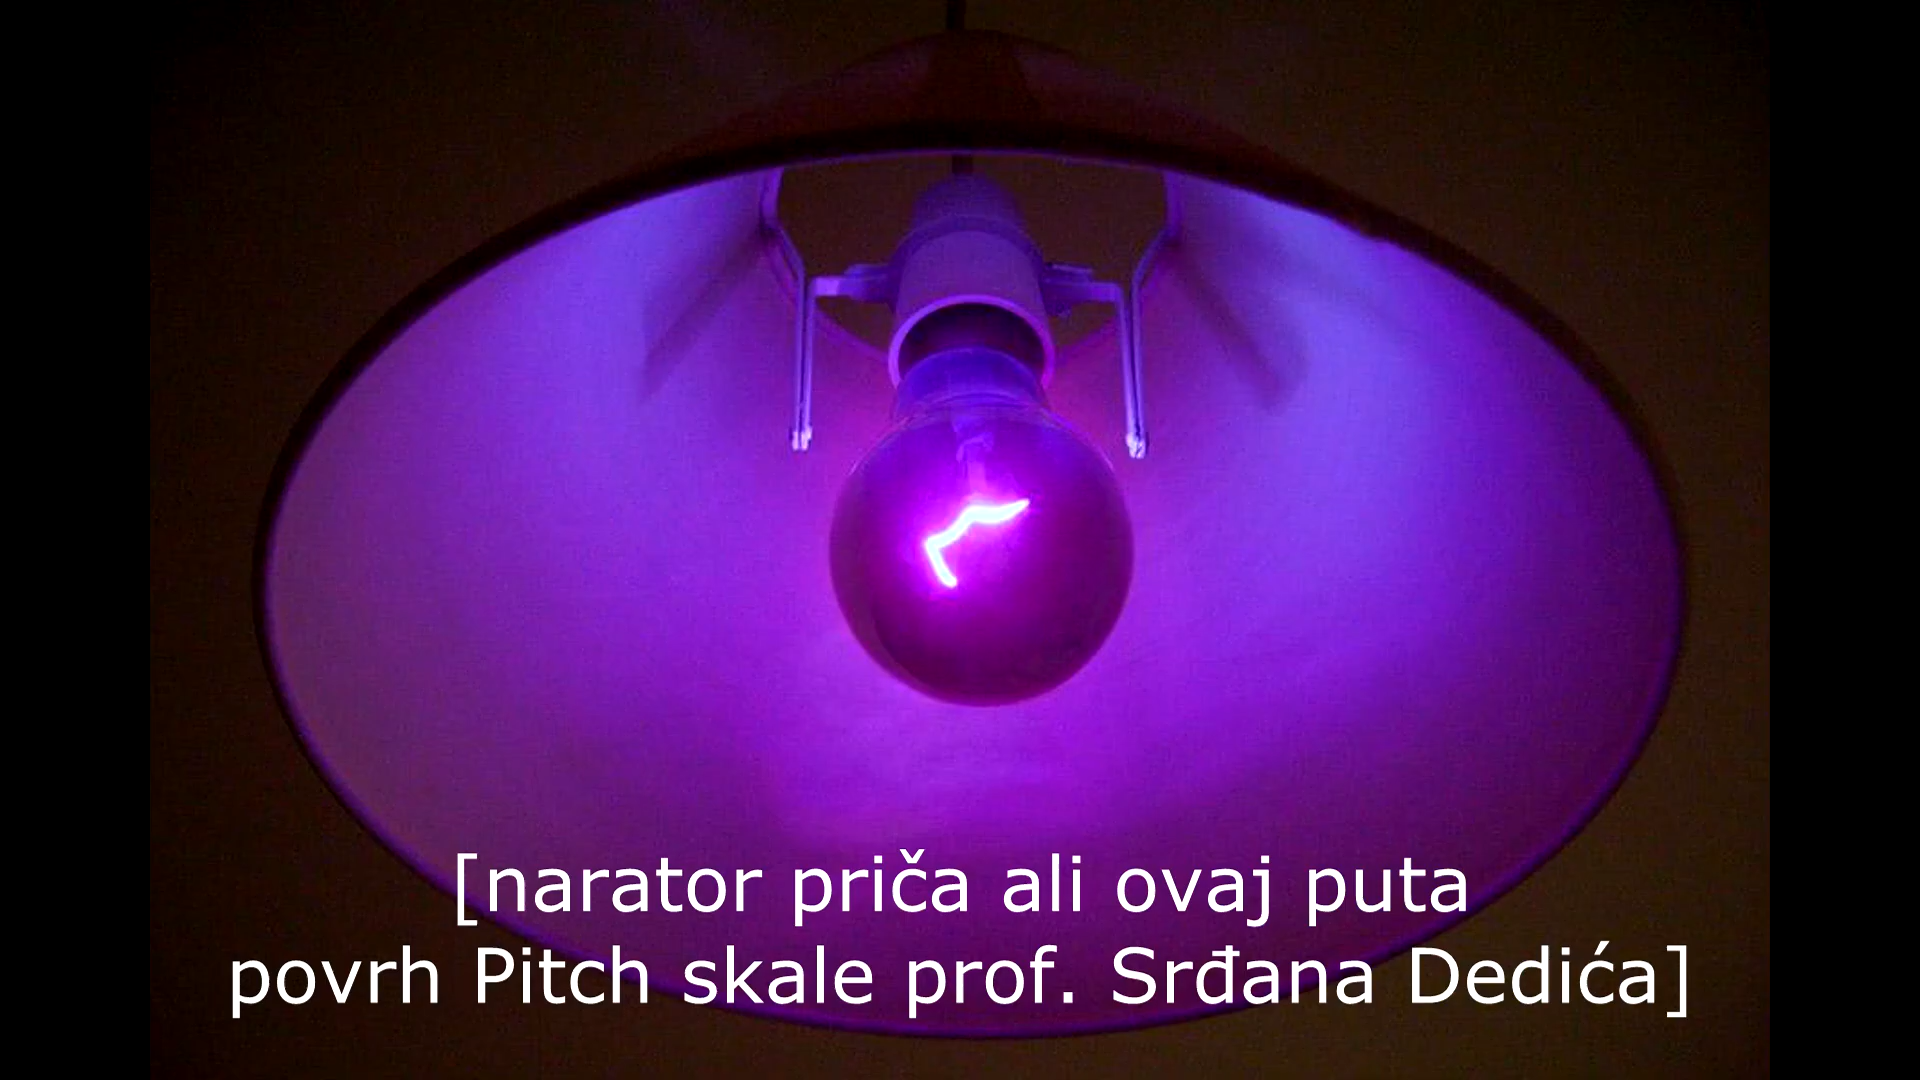 [narator priča ali ovaj puta
povrh Pitch skale prof. Srđana Dedića]